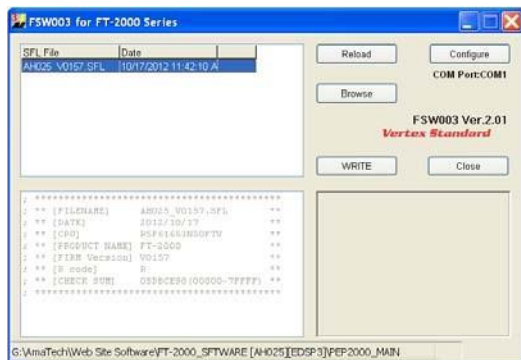 FSW003 for FT-2000 Series
SFL File Date
AH025_V0157.SFL 10/17/2012 11:42:10 A
Reload Configure
COM Port:COM1
Browse
FSW003 Ver.2.01
Vertex Standard
WRITE Close
; *****************************************
; ** [FILENAME] AH025_V0157.SFL **
; ** [DATE] 2012/10/17 **
; ** [CPU] **
; ** [PRODUCT NAME] FT-2000 **
; ** [FIRM Version] V0157 **
; ** [R code] R **
; ** [CHECK SUM] **
; *****************************************
G:\AmaTech\Web Site Software\FT-2000_SFTWARE [AH025][EDSP3]\PEP2000_MAIN